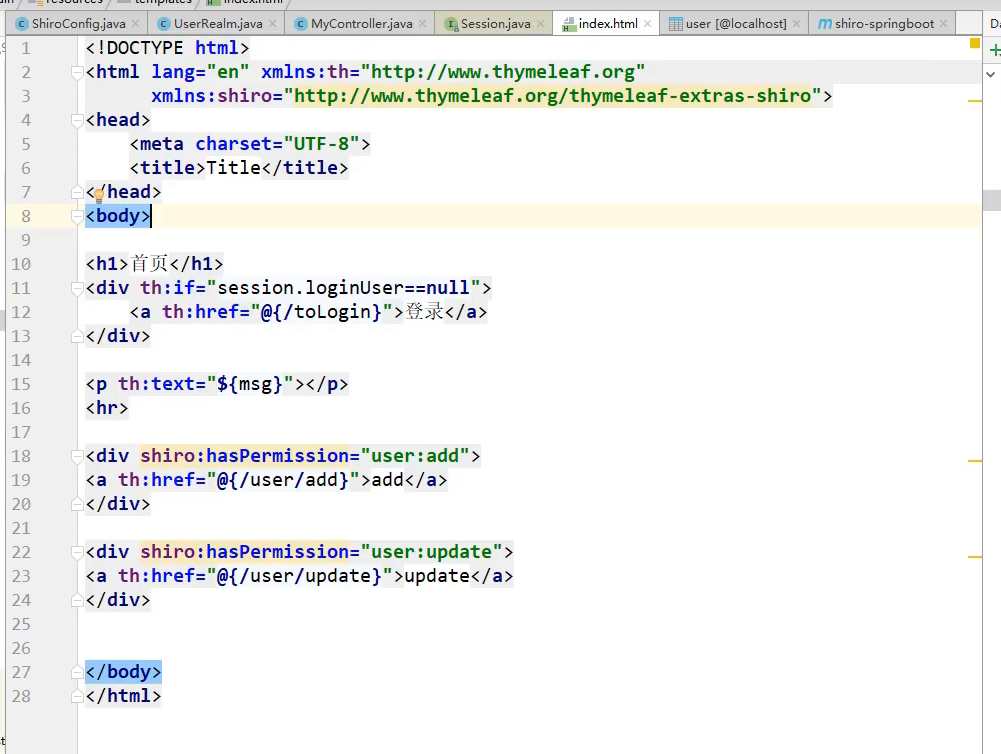 resources templates index.html
ShiroConfig.java UserRealm.java MyController.java Session.java index.html user [@localhost] shiro-springboot
1 <!DOCTYPE html>
2 <html lang="en" xmlns:th="http://www.thymeleaf.org"
3 xmlns:shiro="http://www.thymeleaf.org/thymeleaf-extras-shiro">
4 <head>
5 <meta charset="UTF-8">
6 <title>Title</title>
7 </head>
8 <body>
9
10 <h1>首页</h1>
11 <div th:if="session.loginUser==null">
12 <a th:href="@{/toLogin}">登录</a>
13 </div>
14
15 <p th:text="${msg}"></p>
16 <hr>
17
18 <div shiro:hasPermission="user:add">
19 <a th:href="@{/user/add}">add</a>
20 </div>
21
22 <div shiro:hasPermission="user:update">
23 <a th:href="@{/user/update}">update</a>
24 </div>
25
26
27 </body>
28 </html>